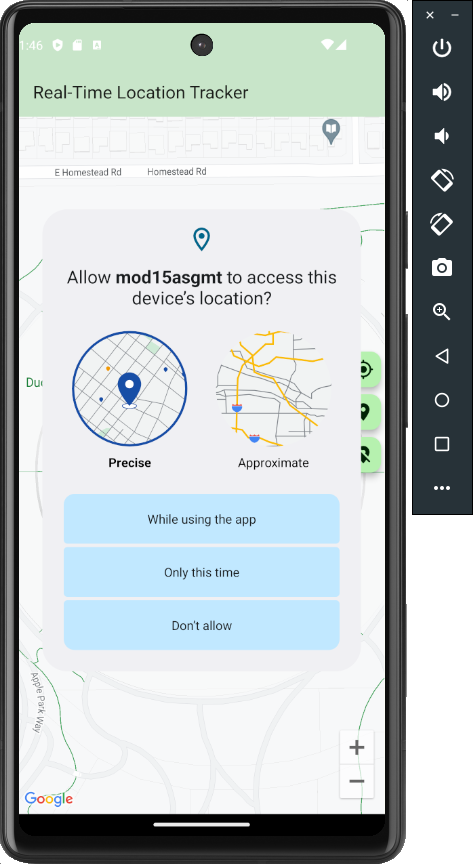 1:46
Real-Time Location Tracker
E Homestead Rd
Homestead Rd
Allow mod15asgmt to access this
device's location?
Precise
Approximate
While using the app
Only this time
Don't allow
Apple Park Way
Google